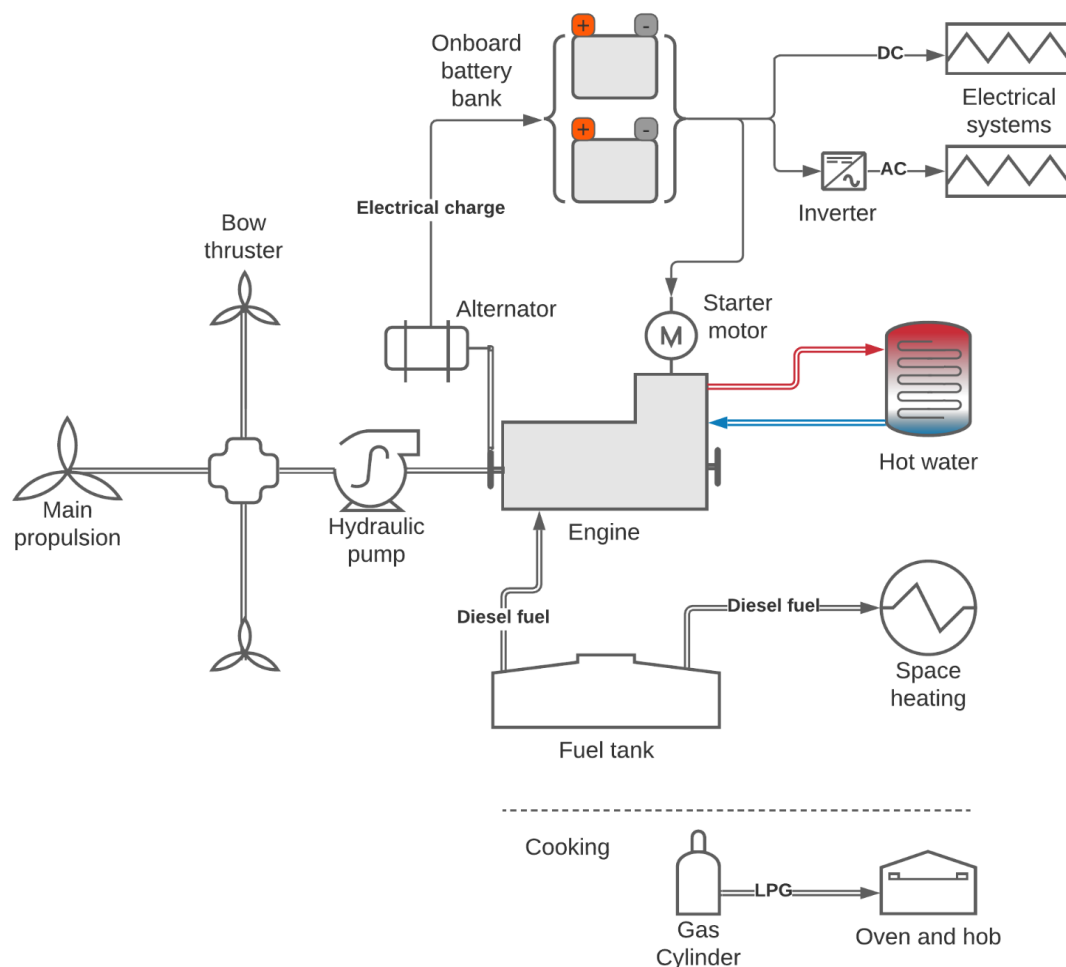 +
-
Onboard
battery
bank
+
-
DC
Electrical
systems
AC
Inverter
Electrical charge
Bow
thruster
Alternator
Starter
motor
M
Hot water
Main
propulsion
Hydraulic
pump
Engine
Diesel fuel
Diesel fuel
Space
heating
Fuel tank
Cooking
LPG
Gas
Cylinder
Oven and hob